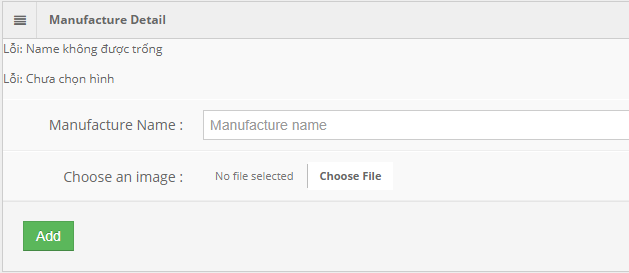 Manufacture Detail
Lỗi: Name không được trống
Lỗi: Chưa chọn hình
Manufacture Name :
Manufacture name
Choose an image :
No file selected
Choose File
Add